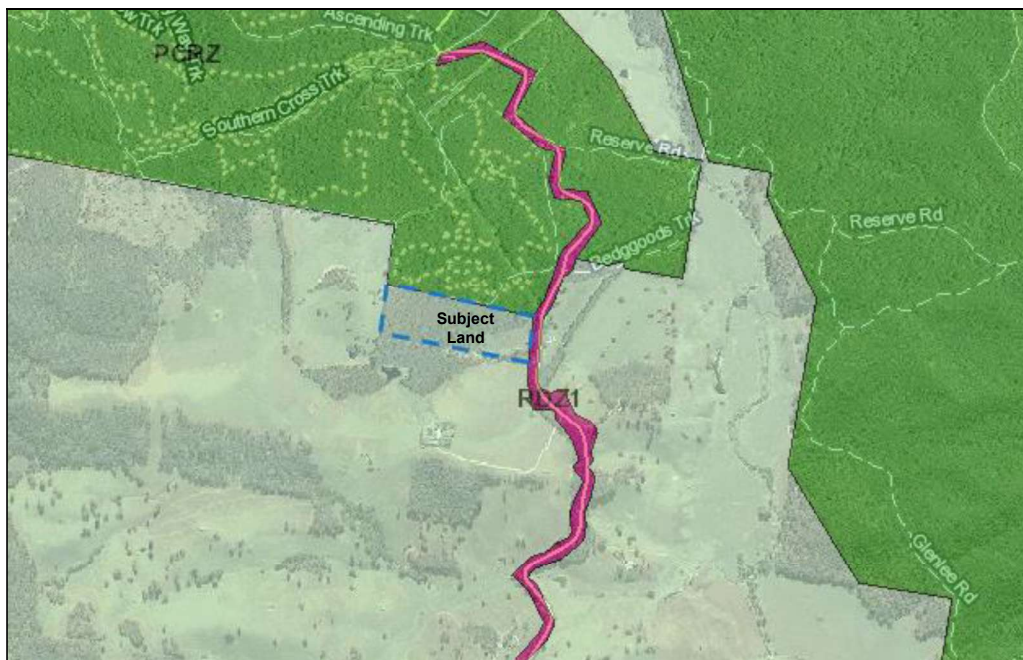 Ascending Trk
PCRZ
Southern Cross Trk
Reserve Rd
Reserve Rd
Bedggoods Trk
Subject
Land
RDZ1
Glenlee Rd